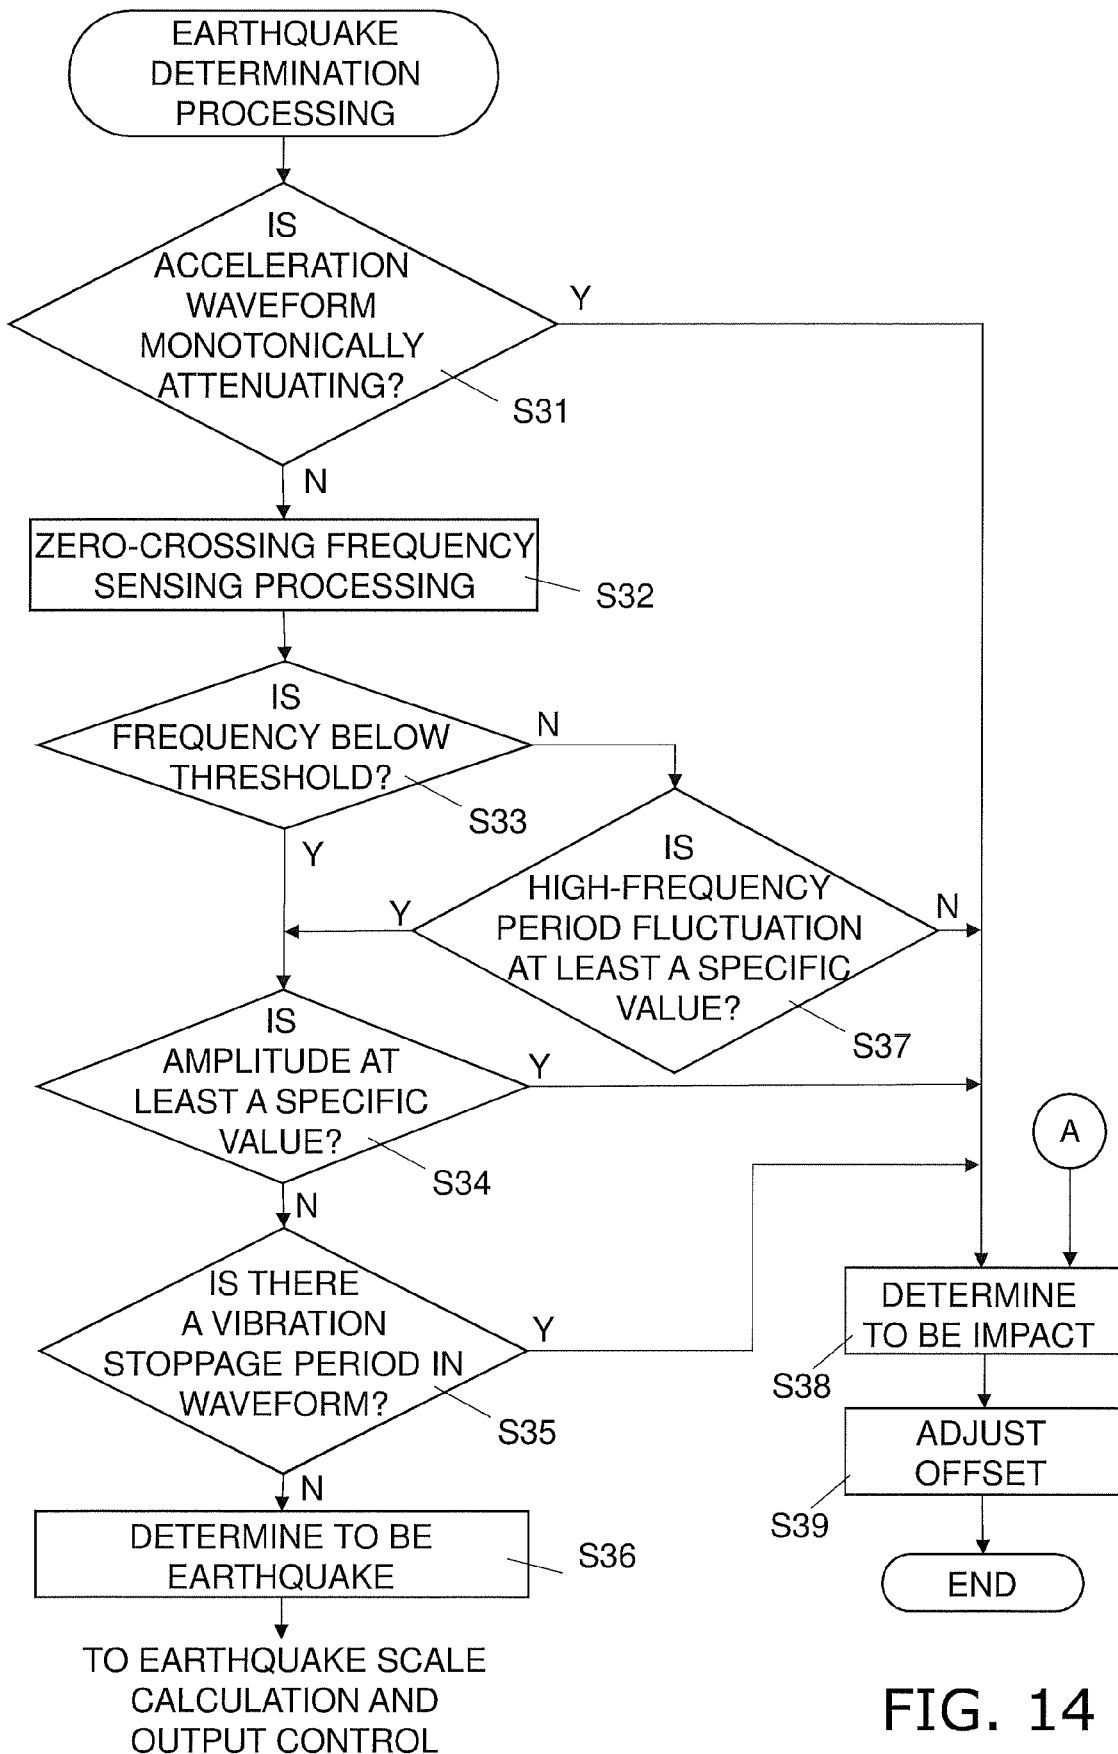 EARTHQUAKE
DETERMINATION
PROCESSING
IS
ACCELERATION
WAVEFORM
MONOTONICALLY
ATTENUATING?
Y
S31
N
ZERO-CROSSING FREQUENCY
SENSING PROCESSING
S32
IS
FREQUENCY BELOW
THRESHOLD?
N
S33
Y
IS
HIGH-FREQUENCY
PERIOD FLUCTUATION
AT LEAST A SPECIFIC
VALUE?
Y
N
S37
IS
AMPLITUDE AT
LEAST A SPECIFIC
VALUE?
Y
S34
N
A
IS THERE
A VIBRATION
STOPPAGE PERIOD IN
WAVEFORM?
Y
S35
N
DETERMINE
TO BE IMPACT
S38
ADJUST
OFFSET
S39
END
DETERMINE TO BE
EARTHQUAKE
S36
TO EARTHQUAKE SCALE
CALCULATION AND
OUTPUT CONTROL
FIG. 14